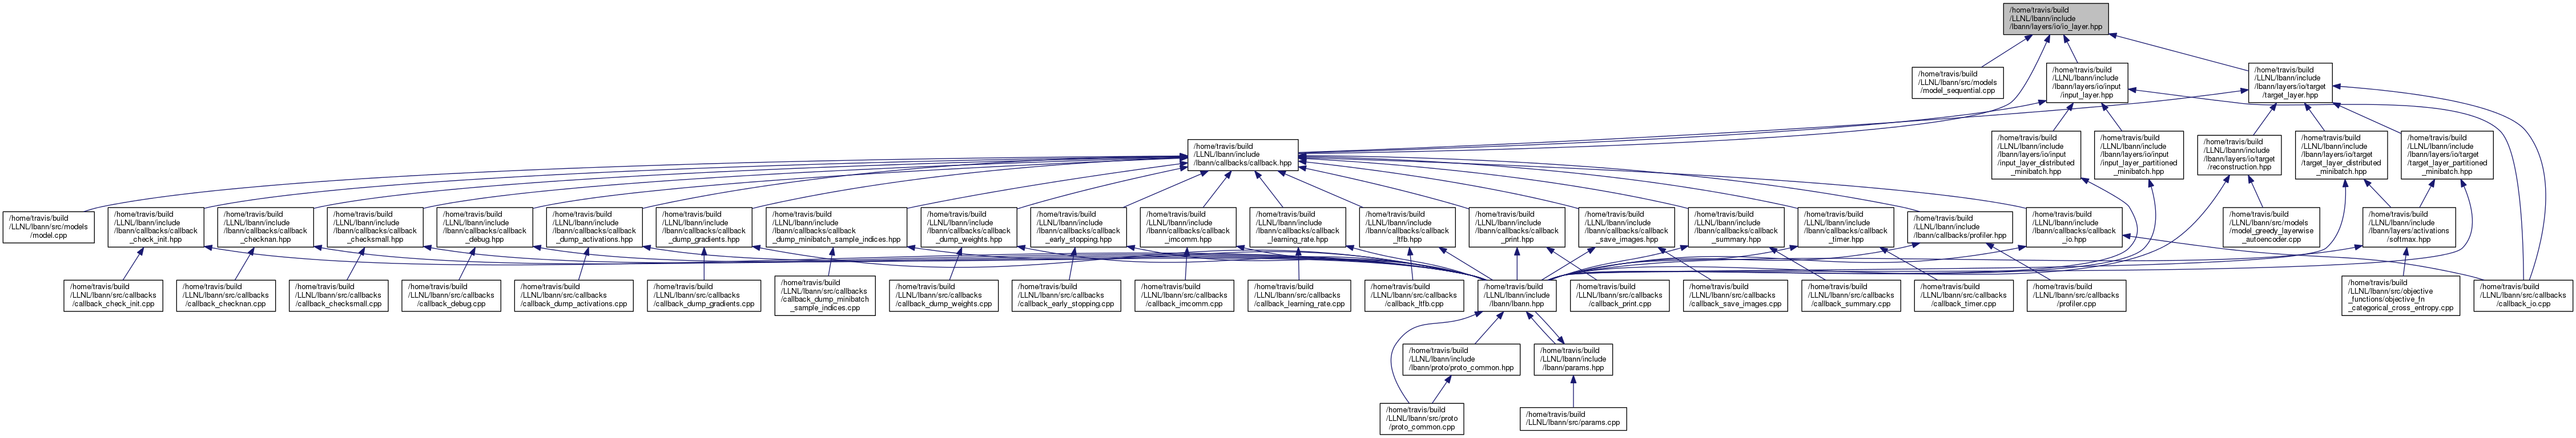 /home/travis/build
/LLNL/lbann/include
/lbann/layers/io/io_layer.hpp
/home/travis/build
/LLNL/lbann/src/models
/model_sequential.cpp
/home/travis/build
/LLNL/lbann/include
/lbann/layers/io/input
/input_layer.hpp
/home/travis/build
/LLNL/lbann/include
/lbann/layers/io/target
/target_layer.hpp
/home/travis/build
/LLNL/lbann/include
/lbann/callbacks/callback.hpp
/home/travis/build
/LLNL/lbann/include
/lbann/layers/io/input
/input_layer_distributed
_minibatch.hpp
/home/travis/build
/LLNL/lbann/include
/lbann/layers/io/input
/input_layer_partitioned
_minibatch.hpp
/home/travis/build
/LLNL/lbann/include
/lbann/layers/io/target
/reconstruction.hpp
/home/travis/build
/LLNL/lbann/include
/lbann/layers/io/target
/target_layer_distributed
_minibatch.hpp
/home/travis/build
/LLNL/lbann/include
/lbann/layers/io/target
/target_layer_partitioned
_minibatch.hpp
/home/travis/build
/LLNL/lbann/src/models
/model.cpp
/home/travis/build
/LLNL/lbann/include
/lbann/callbacks/callback
_check_init.hpp
/home/travis/build
/LLNL/lbann/include
/lbann/callbacks/callback
_checknan.hpp
/home/travis/build
/LLNL/lbann/include
/lbann/callbacks/callback
_checksmall.hpp
/home/travis/build
/LLNL/lbann/include
/lbann/callbacks/callback
_debug.hpp
/home/travis/build
/LLNL/lbann/include
/lbann/callbacks/callback
_dump_activations.hpp
/home/travis/build
/LLNL/lbann/include
/lbann/callbacks/callback
_dump_gradients.hpp
/home/travis/build
/LLNL/lbann/include
/lbann/callbacks/callback
_dump_minibatch_sample_indices.hpp
/home/travis/build
/LLNL/lbann/include
/lbann/callbacks/callback
_dump_weights.hpp
/home/travis/build
/LLNL/lbann/include
/lbann/callbacks/callback
_early_stopping.hpp
/home/travis/build
/LLNL/lbann/include
/lbann/callbacks/callback
_imcomm.hpp
/home/travis/build
/LLNL/lbann/include
/lbann/callbacks/callback
_learning_rate.hpp
/home/travis/build
/LLNL/lbann/include
/lbann/callbacks/callback
_ltfb.hpp
/home/travis/build
/LLNL/lbann/include
/lbann/callbacks/callback
_print.hpp
/home/travis/build
/LLNL/lbann/include
/lbann/callbacks/callback
_save_images.hpp
/home/travis/build
/LLNL/lbann/include
/lbann/callbacks/callback
_summary.hpp
/home/travis/build
/LLNL/lbann/include
/lbann/callbacks/callback
_timer.hpp
/home/travis/build
/LLNL/lbann/include
/lbann/callbacks/profiler.hpp
/home/travis/build
/LLNL/lbann/include
/lbann/callbacks/callback
_io.hpp
/home/travis/build
/LLNL/lbann/src/models
/model_greedy_layerwise
_autoencoder.cpp
/home/travis/build
/LLNL/lbann/include
/lbann/layers/activations
/softmax.hpp
/home/travis/build
/LLNL/lbann/src/callbacks
/callback_check_init.cpp
/home/travis/build
/LLNL/lbann/src/callbacks
/callback_checknan.cpp
/home/travis/build
/LLNL/lbann/src/callbacks
/callback_checksmall.cpp
/home/travis/build
/LLNL/lbann/src/callbacks
/callback_debug.cpp
/home/travis/build
/LLNL/lbann/src/callbacks
/callback_dump_activations.cpp
/home/travis/build
/LLNL/lbann/src/callbacks
/callback_dump_gradients.cpp
/home/travis/build
/LLNL/lbann/src/callbacks
/callback_dump_minibatch
_sample_indices.cpp
/home/travis/build
/LLNL/lbann/src/callbacks
/callback_dump_weights.cpp
/home/travis/build
/LLNL/lbann/src/callbacks
/callback_early_stopping.cpp
/home/travis/build
/LLNL/lbann/src/callbacks
/callback_imcomm.cpp
/home/travis/build
/LLNL/lbann/src/callbacks
/callback_learning_rate.cpp
/home/travis/build
/LLNL/lbann/src/callbacks
/callback_ltfb.cpp
/home/travis/build
/LLNL/lbann/include
/lbann/lbann.hpp
/home/travis/build
/LLNL/lbann/src/callbacks
/callback_print.cpp
/home/travis/build
/LLNL/lbann/src/callbacks
/callback_save_images.cpp
/home/travis/build
/LLNL/lbann/src/callbacks
/callback_summary.cpp
/home/travis/build
/LLNL/lbann/src/callbacks
/callback_timer.cpp
/home/travis/build
/LLNL/lbann/src/callbacks
/profiler.cpp
/home/travis/build
/LLNL/lbann/src/objective
_functions/objective_fn
_categorical_cross_entropy.cpp
/home/travis/build
/LLNL/lbann/src/callbacks
/callback_io.cpp
/home/travis/build
/LLNL/lbann/include
/lbann/proto/proto_common.hpp
/home/travis/build
/LLNL/lbann/include
/lbann/params.hpp
/home/travis/build
/LLNL/lbann/src/proto
/proto_common.cpp
/home/travis/build
/LLNL/lbann/src/params.cpp